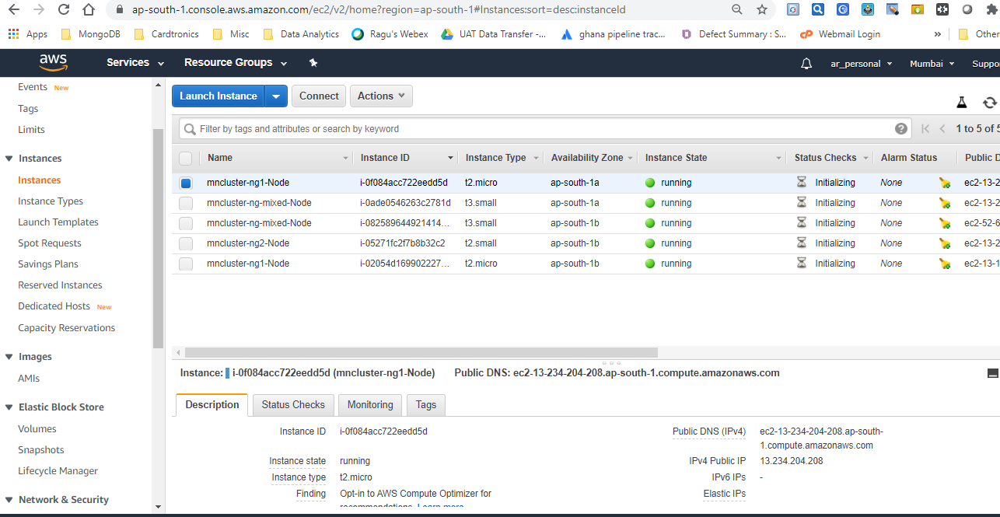 ap-south-1.console.aws.amazon.com/ec2/v2/home?region=ap-south-1#Instances:sort=desc:instanceId
Apps MongoDB Cardtronics Misc Data Analytics Ragu's Webex UAT Data Transfer -... ghana pipeline trac... Defect Summary : S... Webmail Login » Other
aws Services Resource Groups ar_personal Mumbai Suppo
Events New
Tags
Limits
Instances
Instances
Instance Types
Launch Templates
Spot Requests
Savings Plans
Reserved Instances
Dedicated Hosts New
Capacity Reservations
Images
AMIs
Elastic Block Store
Volumes
Snapshots
Lifecycle Manager
Network & Security
Launch Instance Connect Actions
Filter by tags and attributes or search by keyword 1 to 5 of 5
Name Instance ID Instance Type Availability Zone Instance State Status Checks Alarm Status Public D
mncluster-ng1-Node i-0f084acc722eedd5d t2.micro ap-south-1a running Initializing None ec2-13-2
mncluster-ng-mixed-Node i-0ade0546263c2781d t3.small ap-south-1a running Initializing None ec2-13-2
mncluster-ng-mixed-Node i-082589644921414... t3.small ap-south-1b running Initializing None ec2-52-6
mncluster-ng2-Node i-05271fc2f7b8b32c2 t2.small ap-south-1b running Initializing None ec2-13-2
mncluster-ng1-Node i-02054d169902227... t2.micro ap-south-1b running Initializing None ec2-13-1
Instance: i-0f084acc722eedd5d (mncluster-ng1-Node) Public DNS: ec2-13-234-204-208.ap-south-1.compute.amazonaws.com
Description Status Checks Monitoring Tags
Instance ID i-0f084acc722eedd5d
Instance state running
Instance type t2.micro
Finding Opt-in to AWS Compute Optimizer for
recommendations. Learn more
Public DNS (IPv4) ec2-13-234-204-208.ap-south-
1.compute.amazonaws.com
IPv4 Public IP 13.234.204.208
IPv6 IPs -
Elastic IPs